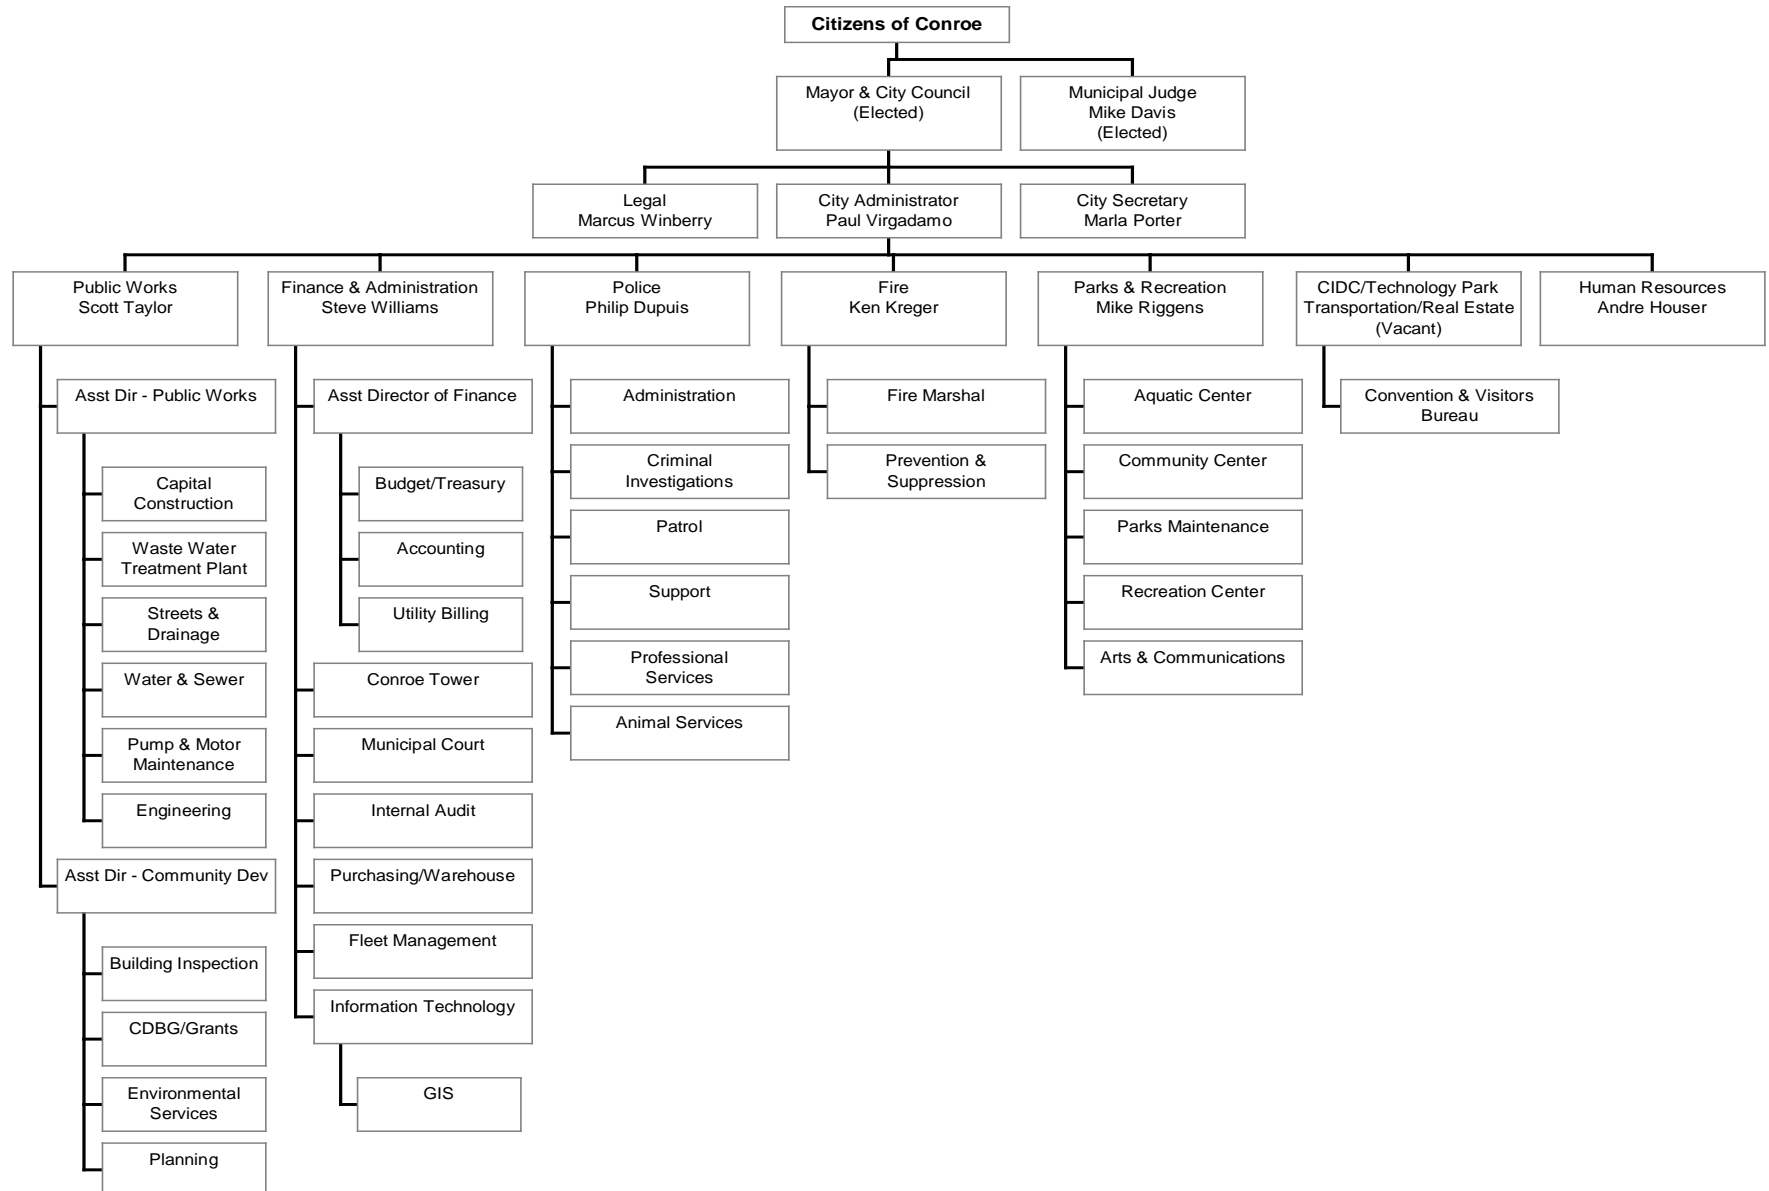 Citizens of Conroe
Mayor & City Council
(Elected)
Municipal Judge
Mike Davis
(Elected)
Legal
Marcus Winberry
City Administrator
Paul Virgadamo
City Secretary
Marla Porter
Public Works
Scott Taylor
Finance & Administration
Steve Williams
Police
Philip Dupuis
Fire
Ken Kreger
Parks & Recreation
Mike Riggens
CIDC/Technology Park
Transportation/Real Estate
(Vacant)
Human Resources
Andre Houser
Asst Dir - Public Works
Capital
Construction
Waste Water
Treatment Plant
Streets &
Drainage
Water & Sewer
Pump & Motor
Maintenance
Engineering
Asst Dir - Community Dev
Building Inspection
CDBG/Grants
Environmental
Services
Planning
Asst Director of Finance
Budget/Treasury
Accounting
Utility Billing
Conroe Tower
Municipal Court
Internal Audit
Purchasing/Warehouse
Fleet Management
Information Technology
GIS
Administration
Criminal
Investigations
Patrol
Support
Professional
Services
Animal Services
Fire Marshal
Prevention &
Suppression
Aquatic Center
Community Center
Parks Maintenance
Recreation Center
Arts & Communications
Convention & Visitors
Bureau